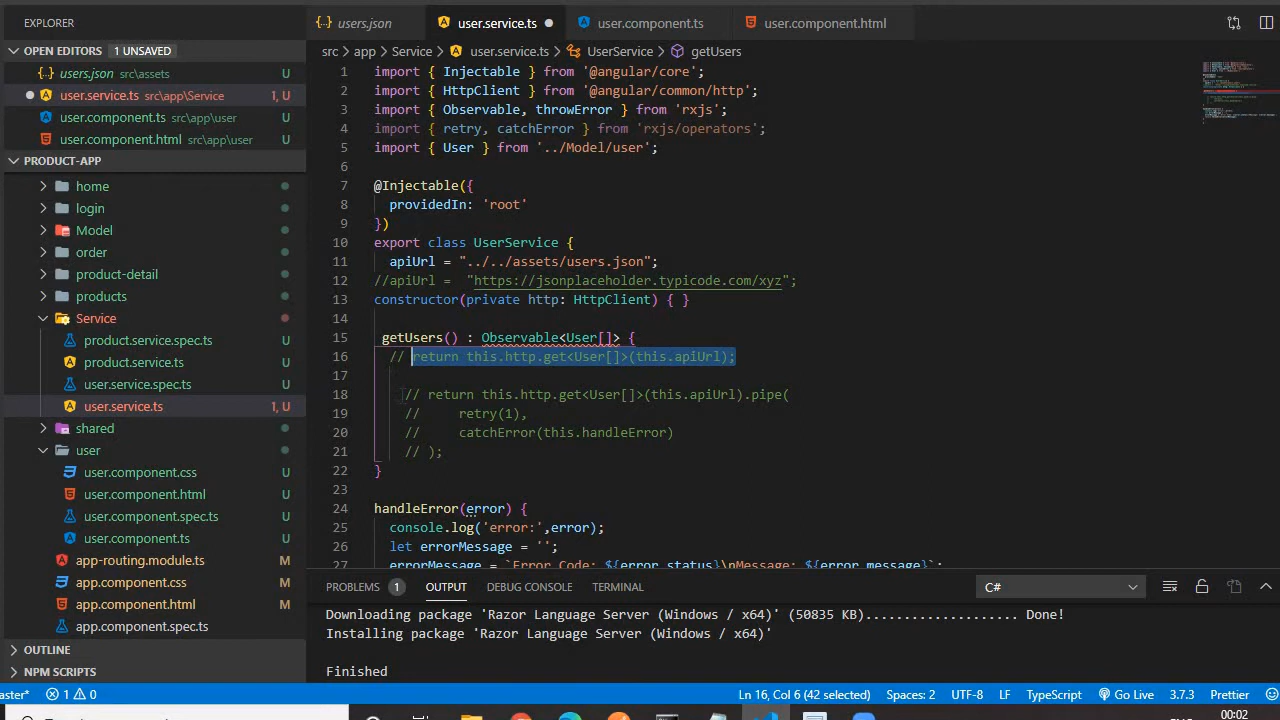 EXPLORER
OPEN EDITORS 1 UNSAVED
users.json src\assets U
user.service.ts src\app\Service 1, U
user.component.ts src\app\user U
user.component.html src\app\user U
PRODUCT-APP
home
login
Model
order
product-detail
products
Service
product.service.spec.ts U
product.service.ts U
user.service.spec.ts U
user.service.ts 1, U
shared
user
user.component.css U
user.component.html U
user.component.spec.ts U
user.component.ts U
app-routing.module.ts M
app.component.css M
app.component.html M
app.component.spec.ts
OUTLINE
NPM SCRIPTS
users.json user.service.ts user.component.ts user.component.html
src > app > Service > user.service.ts > UserService > getUsers
1 import { Injectable } from '@angular/core';
2 import { HttpClient } from '@angular/common/http';
3 import { Observable, throwError } from 'rxjs';
4 import { retry, catchError } from 'rxjs/operators';
5 import { User } from '../Model/user';
6
7 @Injectable({
8 providedIn: 'root'
9 })
10 export class UserService {
11 apiUrl = "../../assets/users.json";
12 //apiUrl = "https://jsonplaceholder.typicode.com/xyz";
13 constructor(private http: HttpClient) { }
14
15 getUsers() : Observable<User[]> {
16 // return this.http.get<User[]>(this.apiUrl);
17
18 // return this.http.get<User[]>(this.apiUrl).pipe(
19 // retry(1),
20 // catchError(this.handleError)
21 // );
22 }
23
24 handleError(error) {
25 console.log('error:',error);
26 let errorMessage = '';
27 errorMessage = `Error Code: ${error.status}\nMessage: ${error.message}`;
PROBLEMS 1 OUTPUT DEBUG CONSOLE TERMINAL C#
Downloading package 'Razor Language Server (Windows / x64)' (50835 KB).................... Done!
Installing package 'Razor Language Server (Windows / x64)'
Finished
aster* 1 0 Ln 16, Col 6 (42 selected) Spaces: 2 UTF-8 LF TypeScript Go Live 3.7.3 Prettier
00:02